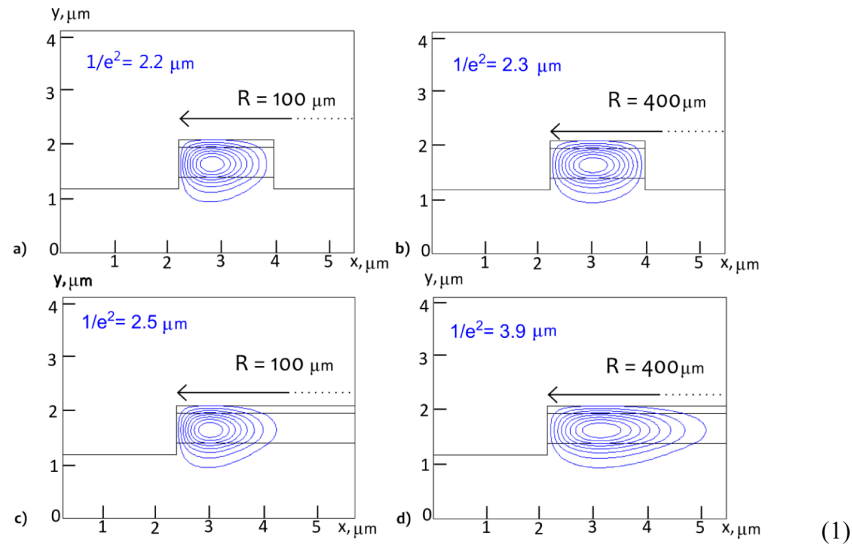 y,μm
4
3
2
1
0
1/e²= 2.2 μm
R = 100 μm
1 2 3 4 5 x,μm
a)
4
3
2
1
0
1/e²= 2.3 μm
R = 400μm
1 2 3 4 5 x,μm
b)
y,μm
4
3
2
1
0
1/e²= 2.5 μm
R = 100 μm
1 2 3 4 5 x,μm
c)
y,μm
4
3
2
1
0
1/e²= 3.9 μm
R = 400μm
1 2 3 4 5 x,μm
d)
(1)